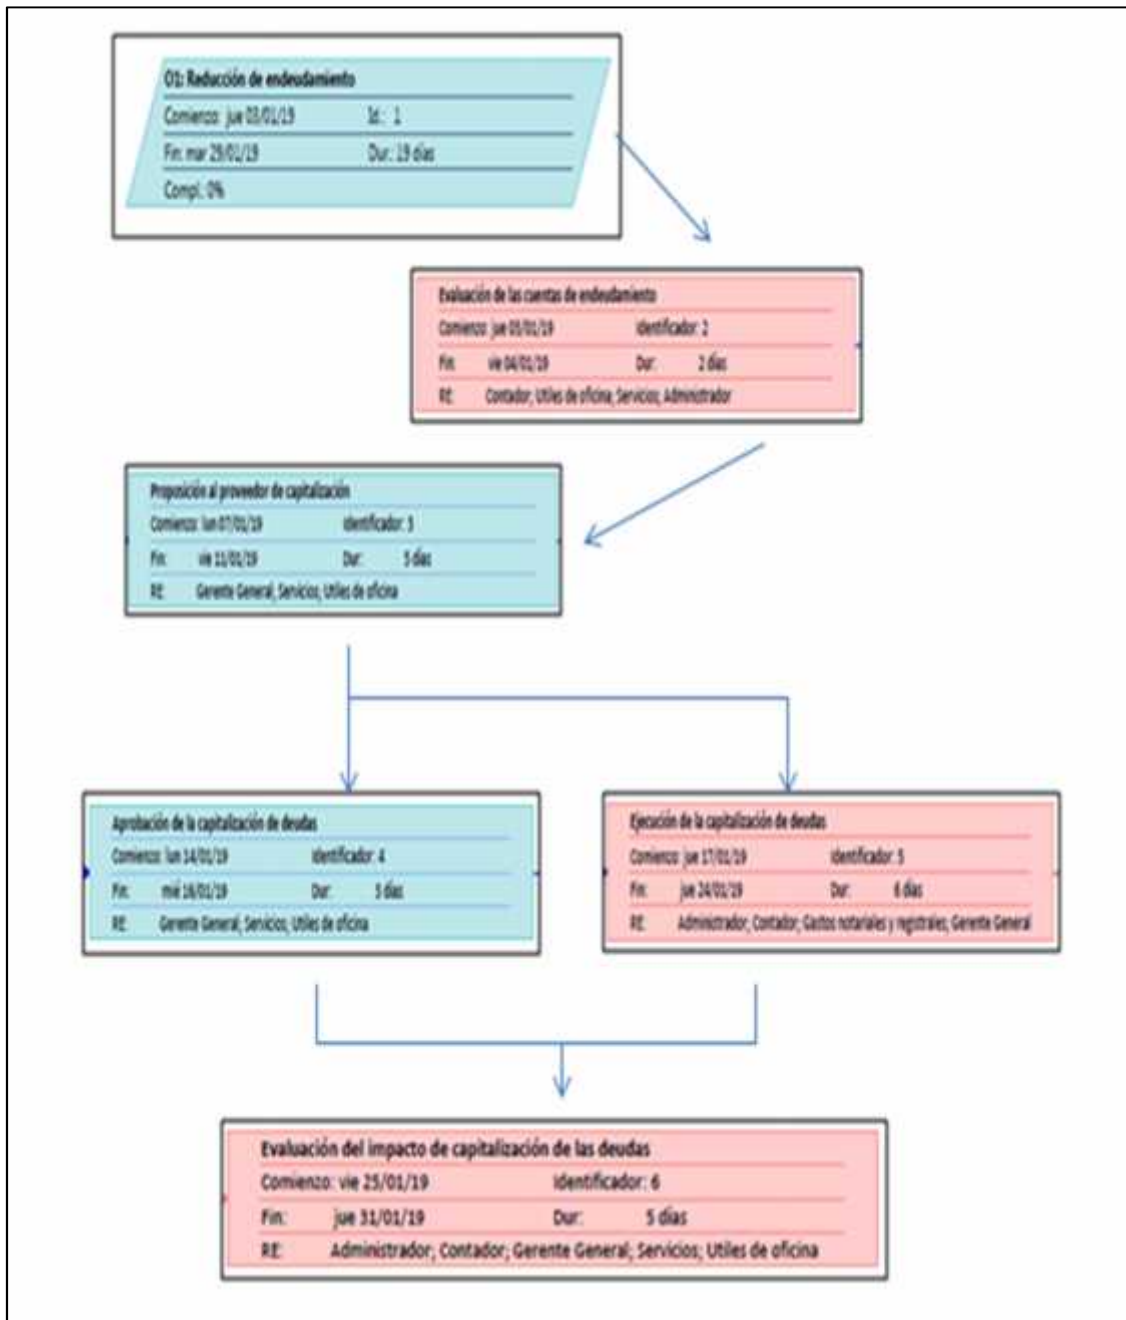 O1: Reducción de endeudamiento
Comienzo: jue 03/01/19 Id.: 1
Fin: mar 29/01/19 Dur.: 19 días
Compl.: 0%
Evaluación de las cuentas de endeudamiento
Comienzo: jue 03/01/19 Identificador: 2
Fin: vie 04/01/19 Dur: 2 días
RE: Contador; Utiles de oficina; Servicios; Administrador
Proposición al proveedor de capitalización
Comienzo: lun 07/01/19 Identificador: 3
Fin: vie 11/01/19 Dur: 5 días
RE: Gerente General; Servicios; Utiles de oficina
Aprobación de la capitalización de deudas
Comienzo: lun 14/01/19 Identificador: 4
Fin: mié 16/01/19 Dur: 3 días
RE: Gerente General; Servicios; Utiles de oficina
Ejecución de la capitalización de deudas
Comienzo: jue 17/01/19 Identificador: 5
Fin: jue 24/01/19 Dur: 6 días
RE: Administrador; Contador; Gastos notariales y registrales; Gerente General
Evaluación del impacto de capitalización de las deudas
Comienzo: vie 25/01/19 Identificador: 6
Fin: jue 31/01/19 Dur: 5 días
RE: Administrador; Contador; Gerente General; Servicios; Utiles de oficina